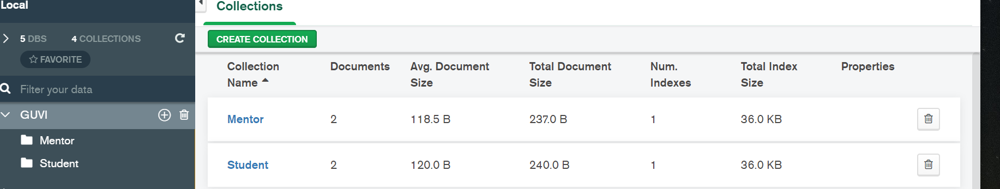 Local
5 DBS 4 COLLECTIONS
FAVORITE
Filter your data
GUVI
Mentor
Student
Collections
CREATE COLLECTION
Collection Name Documents Avg. Document Size Total Document Size Num. Indexes Total Index Size Properties
Mentor 2 118.5 B 237.0 B 1 36.0 KB
Student 2 120.0 B 240.0 B 1 36.0 KB